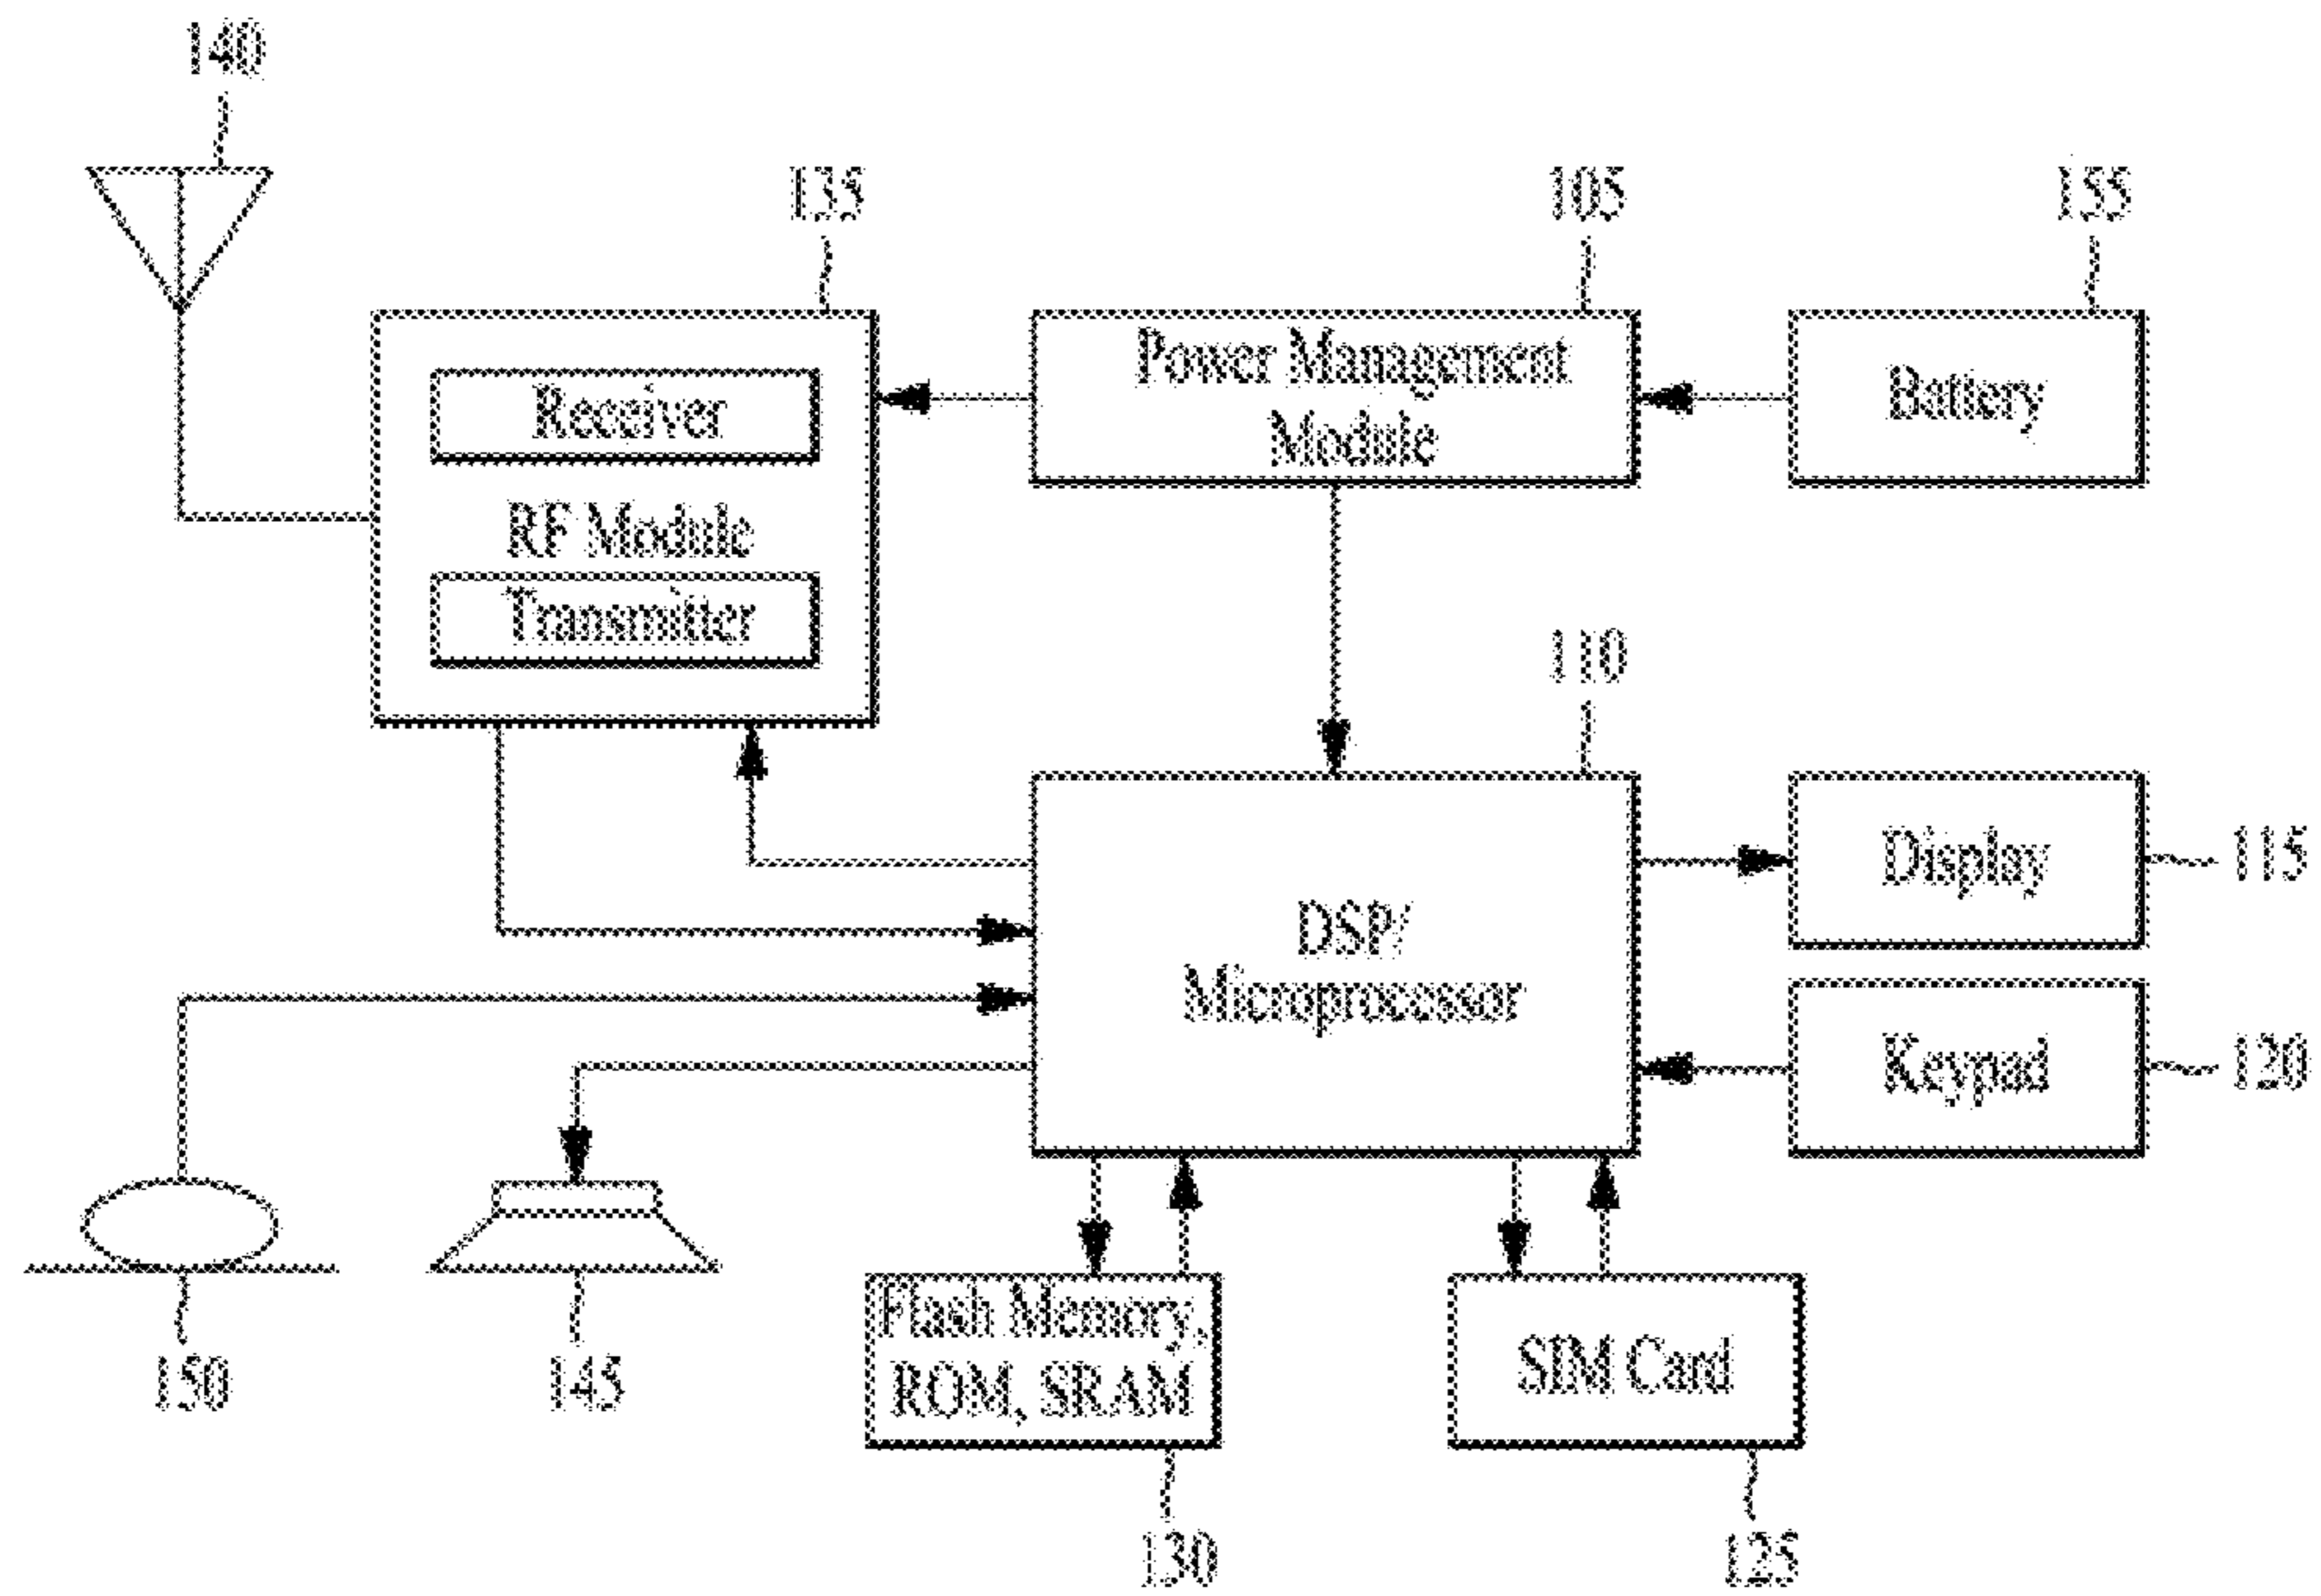 140
135
105
155
Receiver
RF Module
Transmitter
Power Management
Module
Battery
110
DSP/
Microprocessor
Display
115
Keypad
120
150
145
Flash Memory,
ROM, SRAM
SIM Card
130
125